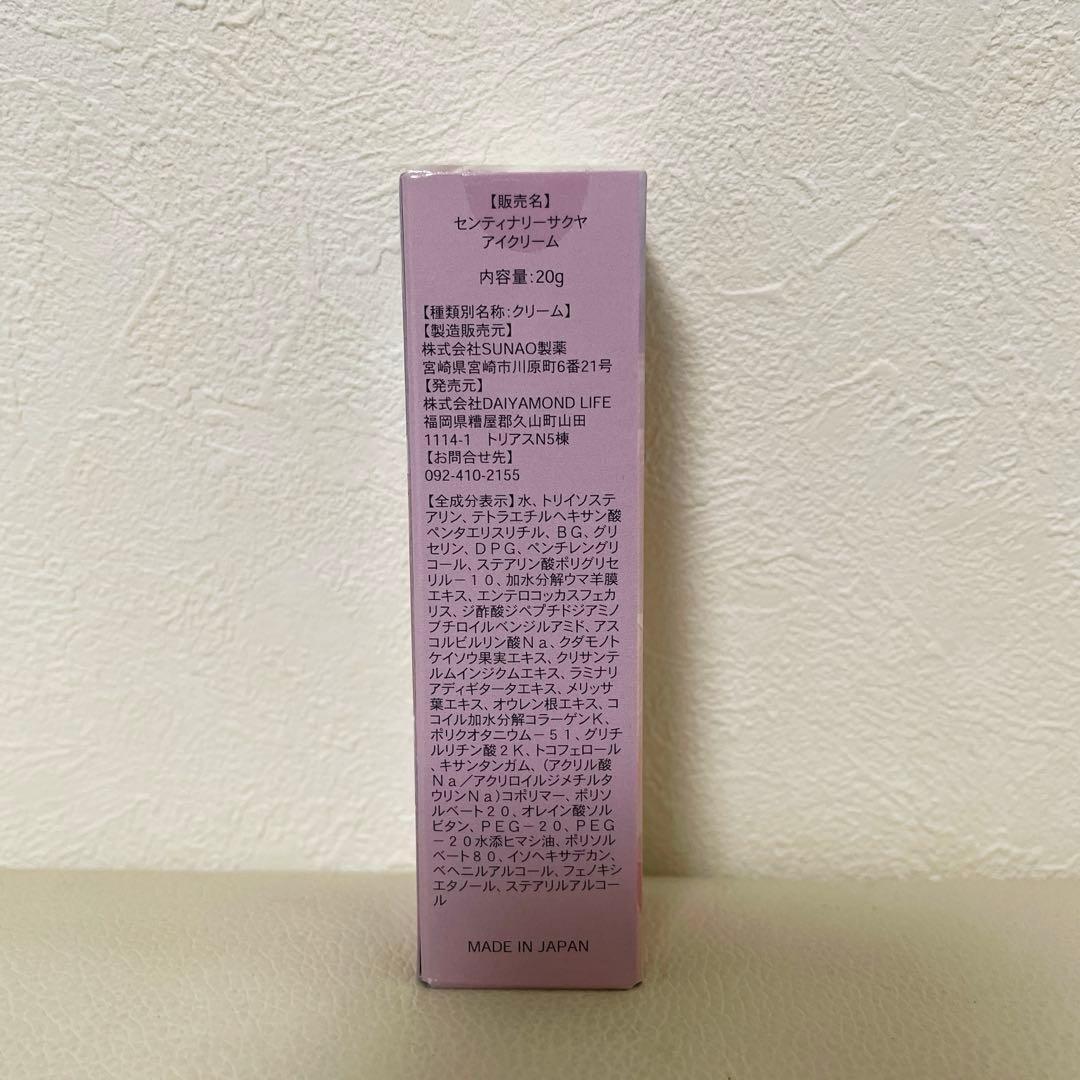 【販売名】
センティナリーサクヤ
アイクリーム
内容量:20g
【種類別名称:クリーム】
【製造販売元】
株式会社SUNAO製薬
宮崎県宮崎市川原町6番21号
【発売元】
株式会社DAIYAMOND LIFE
福岡県糟屋郡久山町山田
1114-1　トリアスN5棟
【お問合せ先】
092-410-2155
【全成分表示】水、トリイソステ
アリン、テトラエチルヘキサン酸
ペンタエリスリチル、ＢＧ、グリ
セリン、ＤＰＧ、ペンチレングリ
コール、ステアリン酸ポリグリセ
リル－１０、加水分解ウマ羊膜
エキス、エンテロコッカスフェカ
リス、ジ酢酸ジペプチドジアミノ
ブチロイルベンジルアミド、アス
コルビルリン酸Ｎａ、クダモノト
ケイソウ果実エキス、クリサンテ
ルムインジクムエキス、ラミナリ
アディギタータエキス、メリッサ
葉エキス、オウレン根エキス、コ
コイル加水分解コラーゲンＫ、
ポリクオタニウム－５１、グリチ
ルリチン酸２Ｋ、トコフェロール
、キサンタンガム、（アクリル酸
Ｎａ／アクリロイルジメチルタ
ウリンＮａ）コポリマー、ポリソ
ルベート２０、オレイン酸ソル
ビタン、ＰＥＧ－２０、ＰＥＧ
－２０水添ヒマシ油、ポリソル
ベート８０、イソヘキサデカン、
ベヘニルアルコール、フェノキシ
エタノール、ステアリルアルコー
ル
MADE IN JAPAN